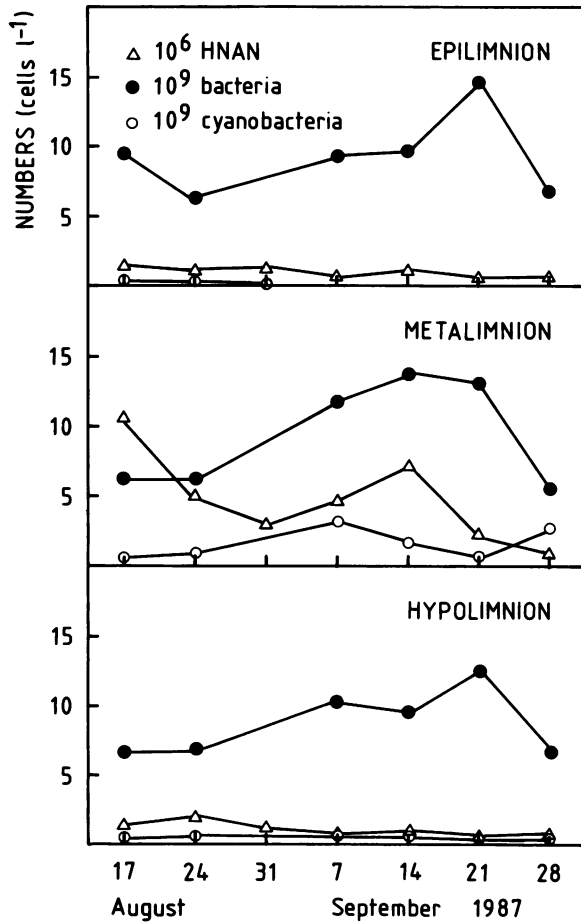 EPILIMNION
△ 10⁶ HNAN
● 10⁹ bacteria
○ 10⁹ cyanobacteria
NUMBERS (cells l⁻¹)
15
10
5
METALIMNION
15
10
5
HYPOLIMNION
15
10
5
17 24 31 7 14 21 28
August September 1987